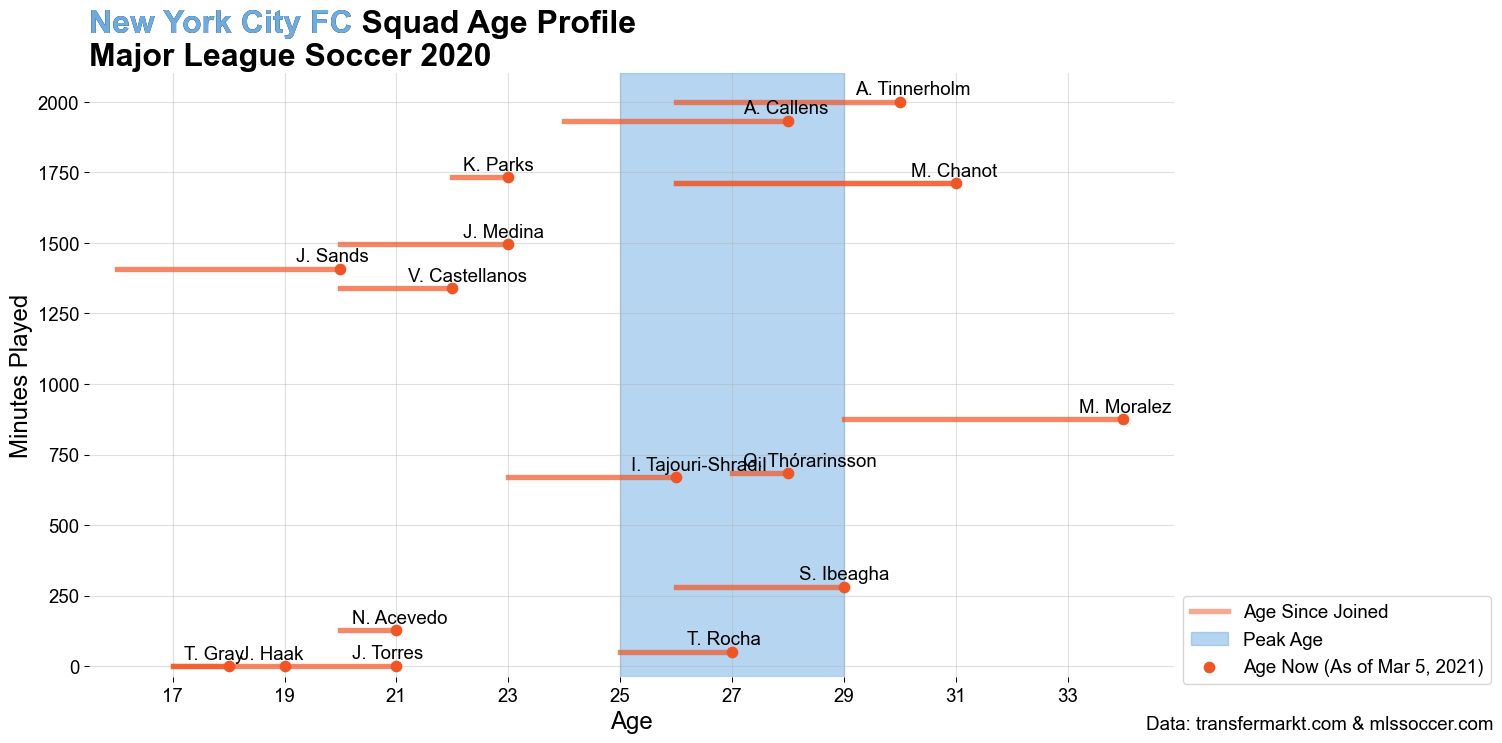 New York City FC Squad Age Profile
Major League Soccer 2020
Minutes Played
2000
1750
1500
1250
1000
750
500
250
0
A. Tinnerholm
A. Callens
K. Parks
M. Chanot
J. Medina
J. Sands
V. Castellanos
M. Moralez
I. Tajouri-Shradil
G. Thórarinsson
S. Ibeagha
N. Acevedo
T. Rocha
T. Gray
J. Haak
J. Torres
17 19 21 23 25 27 29 31 33
Age
Age Since Joined
Peak Age
Age Now (As of Mar 5, 2021)
Data: transfermarkt.com & mlssoccer.com